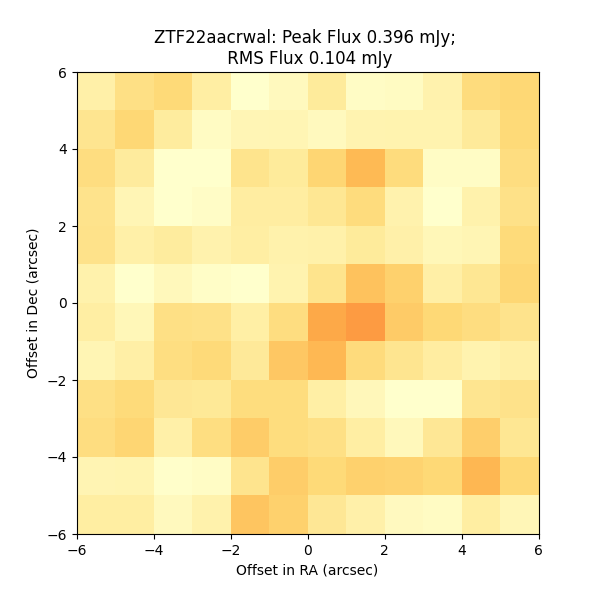 ZTF22aacrwal: Peak Flux 0.396 mJy;
RMS Flux 0.104 mJy
6
4
2
0
−2
−4
−6
Offset in Dec (arcsec)
−6 −4 −2 0 2 4 6
Offset in RA (arcsec)